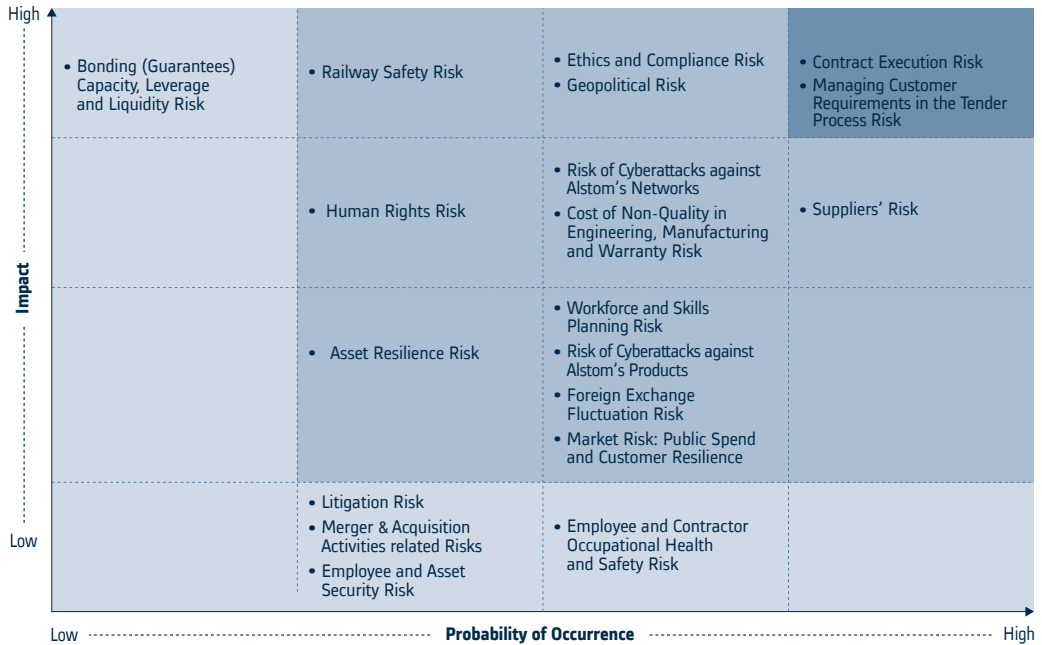 High
• Bonding (Guarantees)
Capacity, Leverage
and Liquidity Risk
• Railway Safety Risk
• Ethics and Compliance Risk
• Geopolitical Risk
• Contract Execution Risk
• Managing Customer
Requirements in the Tender
Process Risk
• Human Rights Risk
• Risk of Cyberattacks against
Alstom's Networks
• Cost of Non-Quality in
Engineering, Manufacturing
and Warranty Risk
• Suppliers' Risk
Impact
• Asset Resilience Risk
• Workforce and Skills
Planning Risk
• Risk of Cyberattacks against
Alstom's Products
• Foreign Exchange
Fluctuation Risk
• Market Risk: Public Spend
and Customer Resilience
• Litigation Risk
• Merger & Acquisition
Activities related Risks
• Employee and Asset
Security Risk
• Employee and Contractor
Occupational Health
and Safety Risk
Low
Low
Probability of Occurrence
High